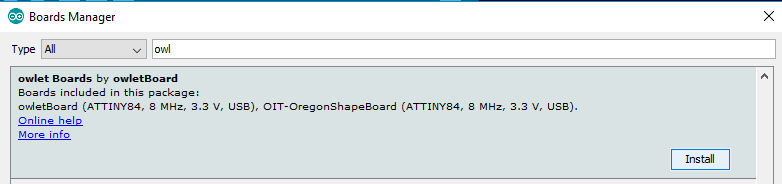 Boards Manager
Type All owl
owlet Boards by owletBoard
Boards included in this package:
owletBoard (ATTINY84, 8 MHz, 3.3 V, USB), OIT-OregonShapeBoard (ATTINY84, 8 MHz, 3.3 V, USB).
Online help
More info
Install